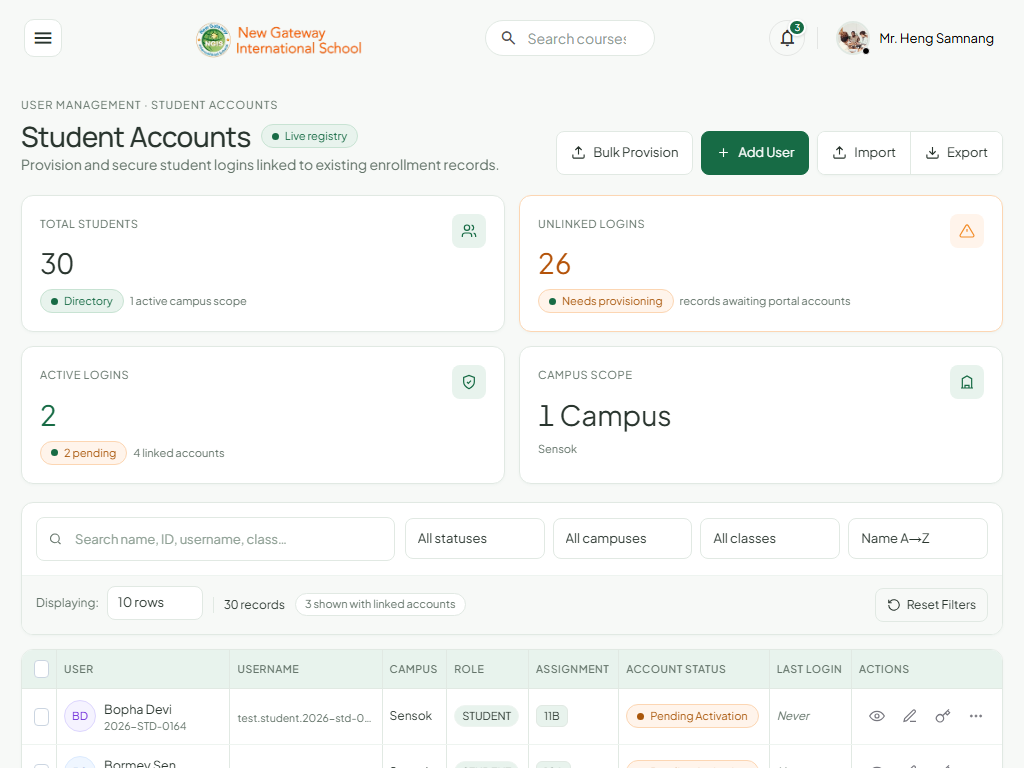 New Gateway
International School
Search courses
3
Mr. Heng Samnang
USER MANAGEMENT · STUDENT ACCOUNTS
Student Accounts
Live registry
Provision and secure student logins linked to existing enrollment records.
Bulk Provision
Add User
Import
Export
TOTAL STUDENTS
30
Directory
1 active campus scope
UNLINKED LOGINS
26
Needs provisioning
records awaiting portal accounts
ACTIVE LOGINS
2
2 pending
4 linked accounts
CAMPUS SCOPE
1 Campus
Sensok
Search name, ID, username, class…
All statuses
All campuses
All classes
Name A→Z
Displaying:
10 rows
30 records
3 shown with linked accounts
Reset Filters
USER USERNAME CAMPUS ROLE ASSIGNMENT ACCOUNT STATUS LAST LOGIN ACTIONS
BD
Bopha Devi
2026-STD-0164
test.student.2026-std-0…
Sensok
STUDENT
11B
Pending Activation
Never
Bormey Sen